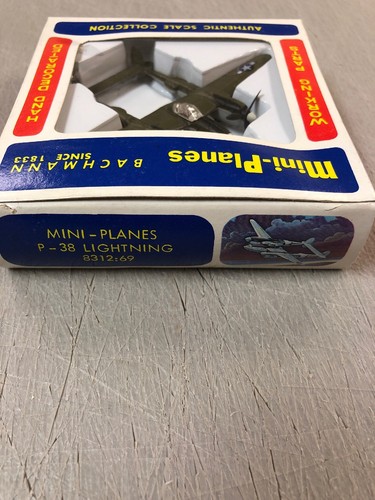 AUTHENTIC SCALE COLLECTION
HAND DECORATED
WORKING PARTS
Mini-Planes
BACHMANN
SINCE 1833
MINI-PLANES
P-38 LIGHTNING
8312:69